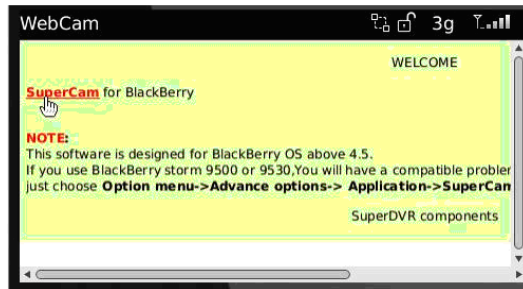 WebCam 3g
WELCOME
SuperCam for BlackBerry
NOTE:
This software is designed for BlackBerry OS above 4.5.
If you use BlackBerry storm 9500 or 9530,You will have a compatible
just choose Option menu->Advance options-> Application->SuperCam
SuperDVR components